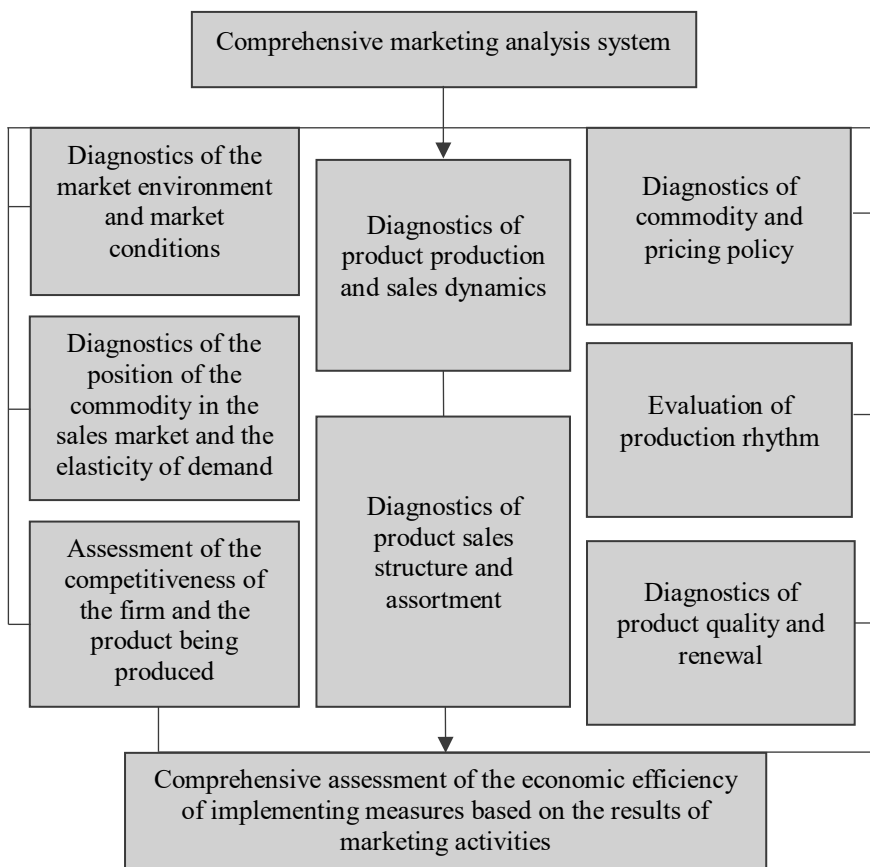 Comprehensive marketing analysis system
Diagnostics of the
market environment
and market
conditions
Diagnostics of the
position of the
commodity in the
sales market and the
elasticity of demand
Assessment of the
competitiveness of
the firm and the
product being
produced
Diagnostics of
product production
and sales dynamics
Diagnostics of
product sales
structure and
assortment
Diagnostics of
commodity and
pricing policy
Evaluation of
production rhythm
Diagnostics of
product quality and
renewal
Comprehensive assessment of the economic efficiency
of implementing measures based on the results of
marketing activities